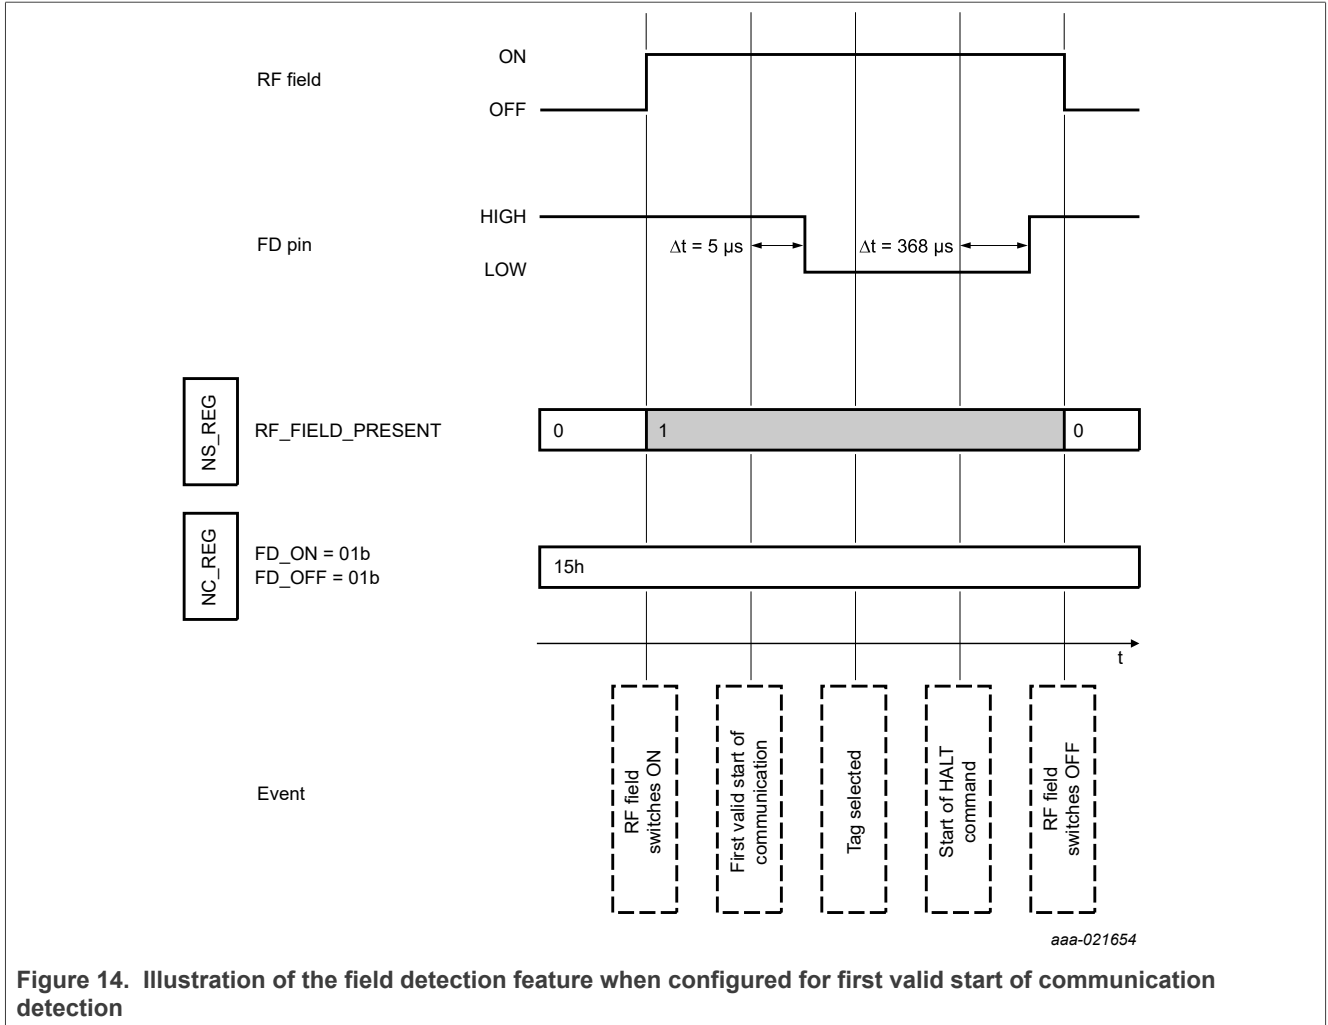 RF field
ON
OFF
FD pin
HIGH
LOW
Δt = 5 µs
Δt = 368 µs
NS_REG
RF_FIELD_PRESENT
0
1
0
NC_REG
FD_ON = 01b
FD_OFF = 01b
15h
t
Event
RF field
switches ON
First valid start of
communication
Tag selected
Start of HALT
command
RF field
switches OFF
aaa-021654
Figure 14. Illustration of the field detection feature when configured for first valid start of communication
detection